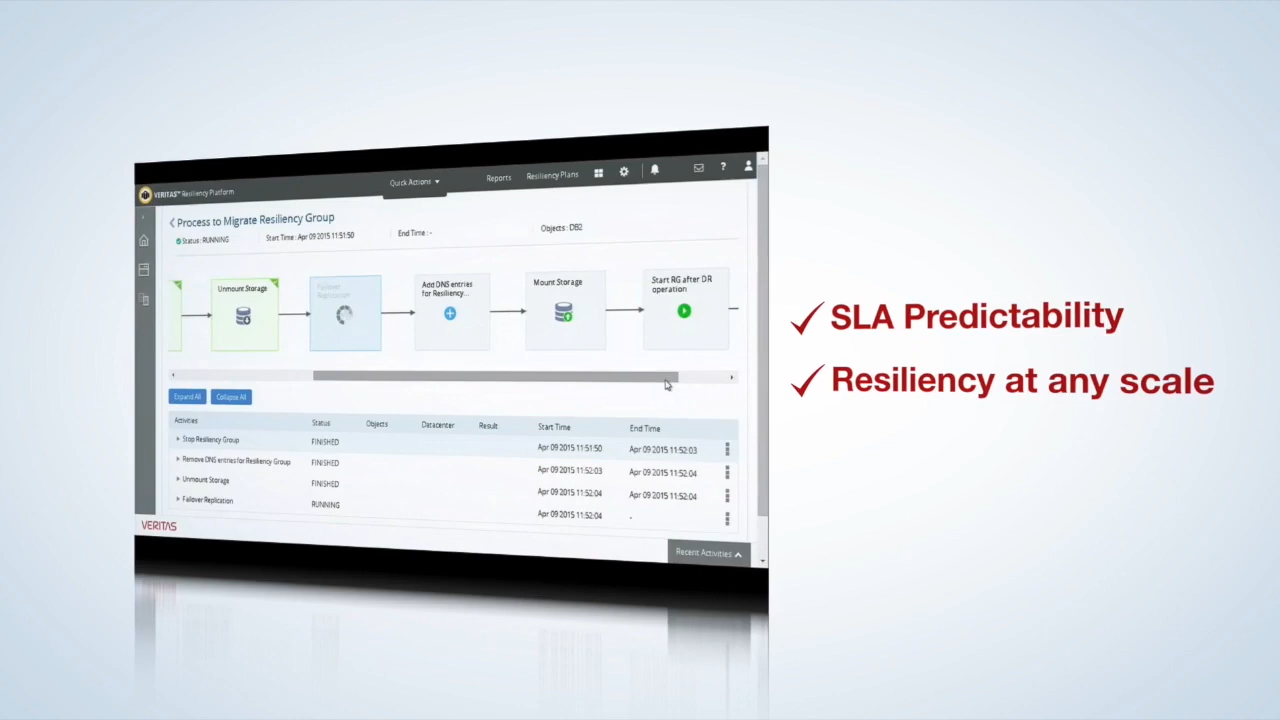 VERITAS™ Resiliency Platform
Quick Actions
Reports
Resiliency Plans
?
Process to Migrate Resiliency Group
Status : RUNNING
Start Time : Apr 09 2015 11:51:50
End Time : -
Objects : DB2
Unmount Storage
Failover
Replication
Add DNS entries
for Resiliency...
Mount Storage
Start RG after DR
operation
Expand All
Collapse All
Activities Status Objects Datacenter Result Start Time End Time
Stop Resiliency Group FINISHED Apr 09 2015 11:51:50 Apr 09 2015 11:52:03
Remove DNS entries for Resiliency Group FINISHED Apr 09 2015 11:52:03 Apr 09 2015 11:52:04
Unmount Storage FINISHED Apr 09 2015 11:52:04 Apr 09 2015 11:52:04
Failover Replication RUNNING Apr 09 2015 11:52:04 -
VERITAS
Recent Activities
SLA Predictability
Resiliency at any scale